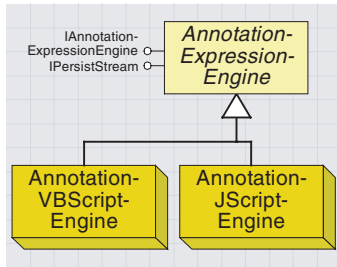 IAnnotation-
ExpressionEngine
IPersistStream
Annotation-
Expression-
Engine
Annotation-
VBScript-
Engine
Annotation-
JScript-
Engine